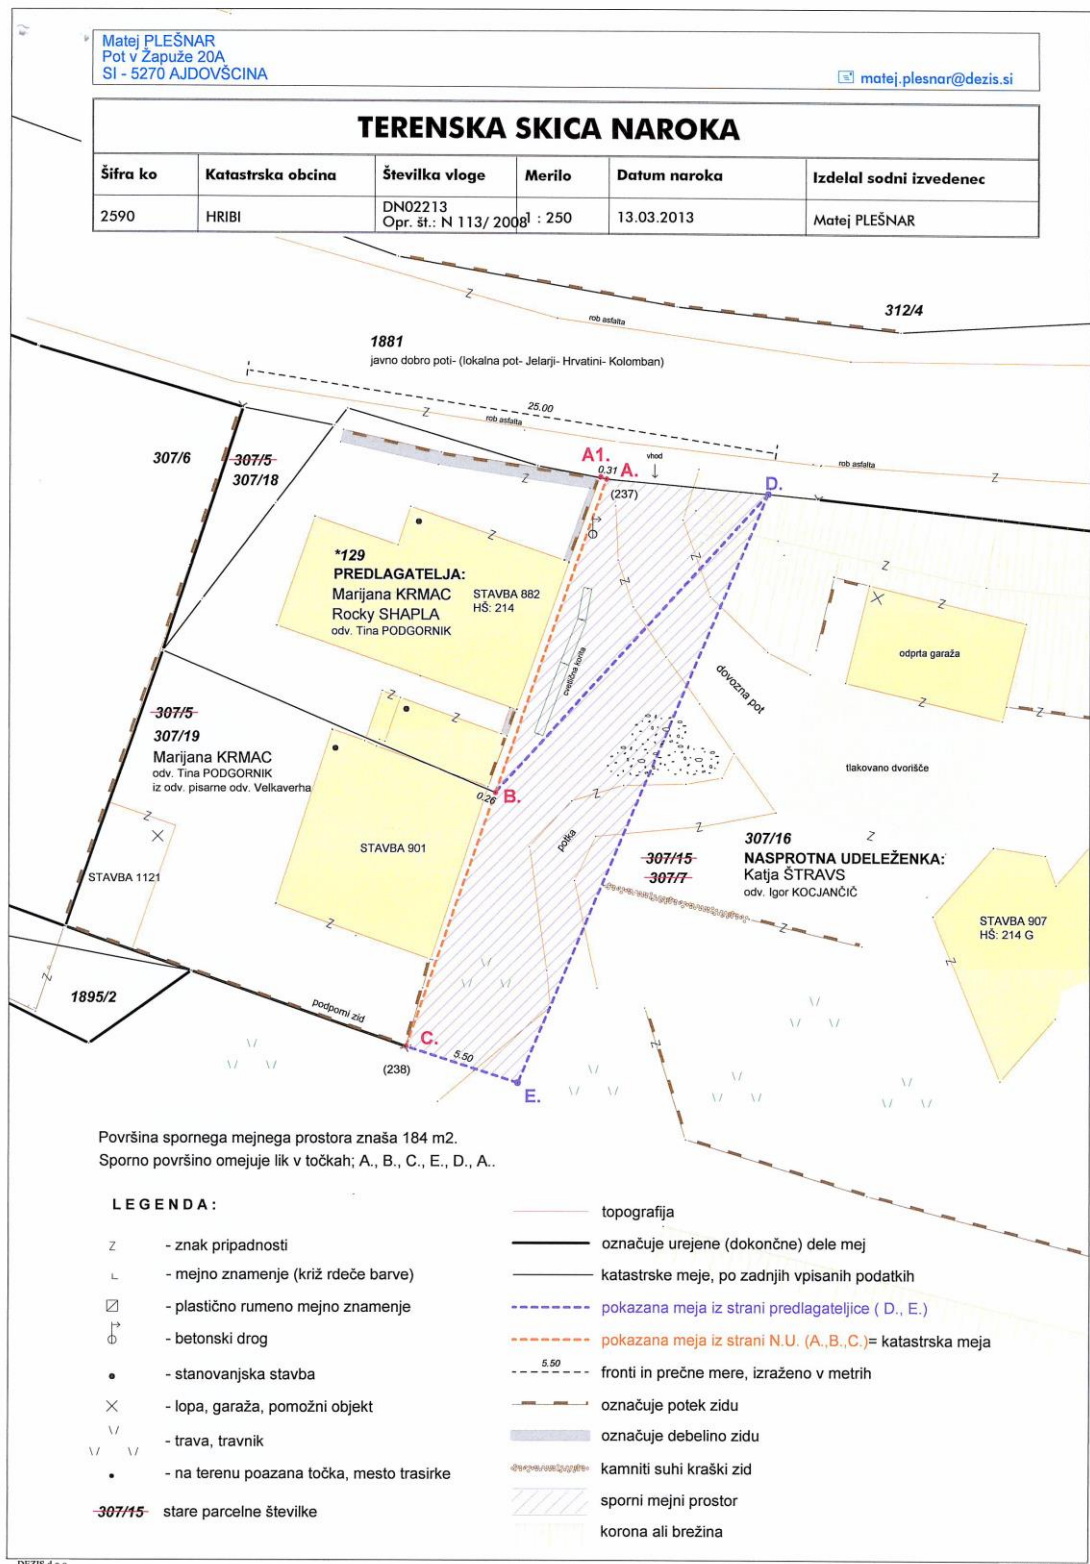 Matej PLEŠNAR
Pot v Žapuže 20A
SI - 5270 AJDOVŠCINA
matej.plesnar@dezis.si
TERENSKA SKICA NAROKA
Šifra ko Katastrska obcina Številka vloge Merilo Datum naroka Izdelal sodni izvedenec
2590 HRIBI DN02213 Opr. št.: N 113/ 2008 1 : 250 13.03.2013 Matej PLEŠNAR
Z
312/4
rob asfalta
1881
javno dobro poti- (lokalna pot- Jelarji- Hrvatini- Kolomban)
25.00
Z
rob asfalta
307/6
307/5
307/18
A1.
0.31
A.
vhod
rob asfalta
Z
D.
Z
(237)
Z
*129
PREDLAGATELJA:
Marijana KRMAC
Rocky SHAPLA
odv. Tina PODGORNIK
STAVBA 882
HŠ: 214
Z
Z
Z
Z
Z
odprta garaža
Z
Z
cvetlična korita
dovozna pot
307/5
307/19
Marijana KRMAC
odv. Tina PODGORNIK
iz odv. pisarne odv. Velkaverha
Z
Z
tlakovano dvorišče
0.26
B.
Z
Z
Z
potka
Z
STAVBA 901
STAVBA 1121
307/15
307/7
307/16
NASPROTNA UDELEŽENKA:
Katja ŠTRAVS
odv. Igor KOCJANČIČ
Z
Z
STAVBA 907
HŠ: 214 G
Z
Z
1895/2
podporni zid
C.
(238)
5.50
E.
Z
Površina spornega mejnega prostora znaša 184 m2.
Sporno površino omejuje lik v točkah; A., B., C., E., D., A..
LEGENDA:
Z - znak pripadnosti
- mejno znamenje (križ rdeče barve)
- plastično rumeno mejno znamenje
- betonski drog
- stanovanjska stavba
- lopa, garaža, pomožni objekt
- trava, travnik
- na terenu poazana točka, mesto trasirke
307/15 stare parcelne številke
topografija
označuje urejene (dokončne) dele mej
katastrske meje, po zadnjih vpisanih podatkih
pokazana meja iz strani predlagateljice ( D., E.)
pokazana meja iz strani N.U. (A.,B.,C.)= katastrska meja
5.50 fronti in prečne mere, izraženo v metrih
označuje potek zidu
označuje debelino zidu
kamniti suhi kraški zid
sporni mejni prostor
korona ali brežina